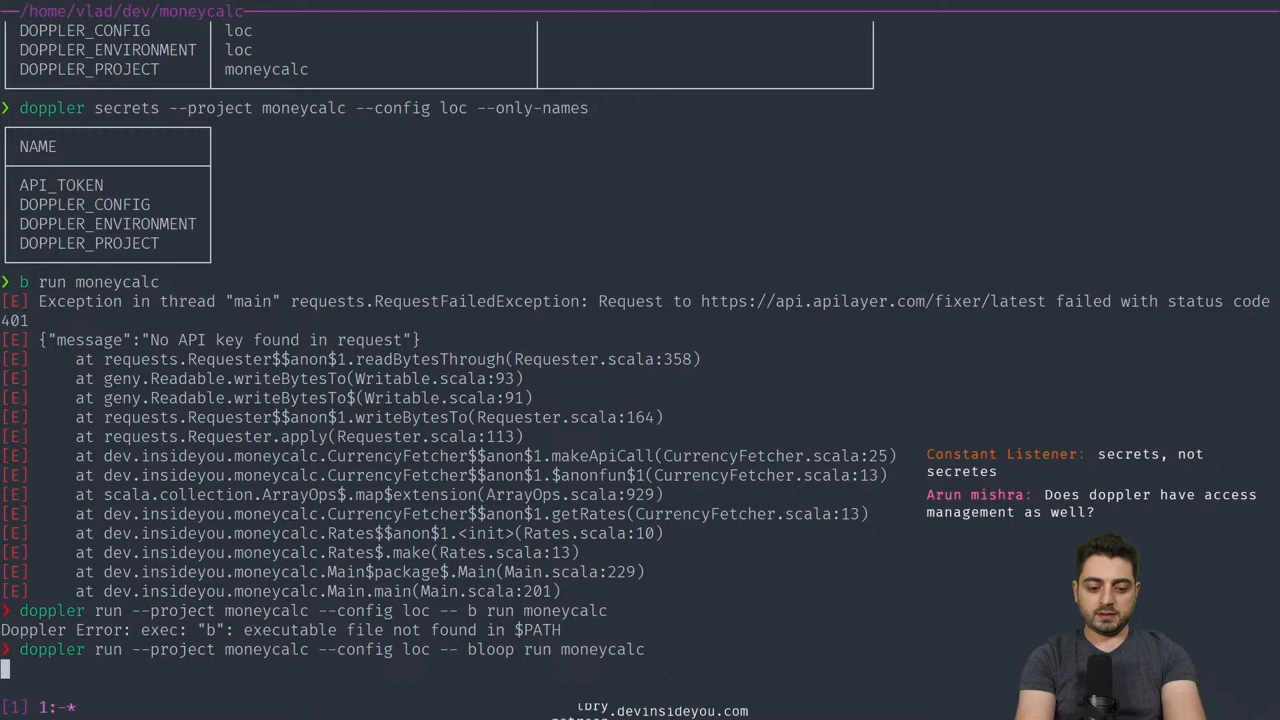 /home/vlad/dev/moneycalc
DOPPLER_CONFIG loc
DOPPLER_ENVIRONMENT loc
DOPPLER_PROJECT moneycalc
❯ doppler secrets --project moneycalc --config loc --only-names
NAME
API_TOKEN
DOPPLER_CONFIG
DOPPLER_ENVIRONMENT
DOPPLER_PROJECT
❯ b run moneycalc
[E] Exception in thread "main" requests.RequestFailedException: Request to https://api.apilayer.com/fixer/latest failed with status code
401
[E] {"message":"No API key found in request"}
[E] at requests.Requester$$anon$1.readBytesThrough(Requester.scala:358)
[E] at geny.Readable.writeBytesTo(Writable.scala:93)
[E] at geny.Readable.writeBytesTo$(Writable.scala:91)
[E] at requests.Requester$$anon$1.writeBytesTo(Requester.scala:164)
[E] at requests.Requester.apply(Requester.scala:113)
[E] at dev.insideyou.moneycalc.CurrencyFetcher$$anon$1.makeApiCall(CurrencyFetcher.scala:25)
[E] at dev.insideyou.moneycalc.CurrencyFetcher$$anon$1.$anonfun$1(CurrencyFetcher.scala:13)
[E] at scala.collection.ArrayOps$.map$extension(ArrayOps.scala:929)
[E] at dev.insideyou.moneycalc.CurrencyFetcher$$anon$1.getRates(CurrencyFetcher.scala:13)
[E] at dev.insideyou.moneycalc.Rates$$anon$1.<init>(Rates.scala:10)
[E] at dev.insideyou.moneycalc.Rates$.make(Rates.scala:13)
[E] at dev.insideyou.moneycalc.Main$package$.Main(Main.scala:229)
[E] at dev.insideyou.moneycalc.Main.main(Main.scala:201)
❯ doppler run --project moneycalc --config loc -- b run moneycalc
Doppler Error: exec: "b": executable file not found in $PATH
❯ doppler run --project moneycalc --config loc -- bloop run moneycalc
Constant Listener: secrets, not
secretes
Arun mishra: Does doppler have access
management as well?
[1] 1:-*
.devinsideyou.com